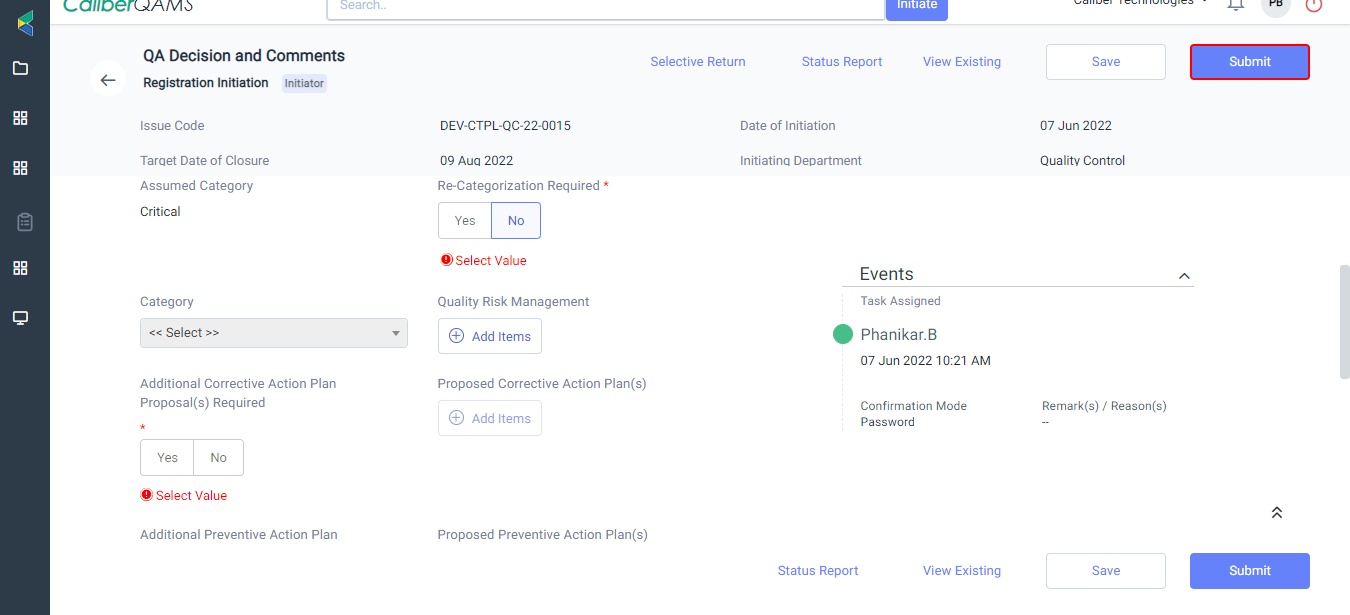 CaliberQAMS
Search..
Initiate
Caliber Technologies
PB
QA Decision and Comments
Registration Initiation Initiator
Selective Return
Status Report
View Existing
Save
Submit
Issue Code
DEV-CTPL-QC-22-0015
Date of Initiation
07 Jun 2022
Target Date of Closure
09 Aug 2022
Initiating Department
Quality Control
Assumed Category
Critical
Re-Categorization Required *
Yes No
Select Value
Category
<< Select >>
Quality Risk Management
Add Items
Additional Corrective Action Plan
Proposal(s) Required
*
Yes No
Select Value
Proposed Corrective Action Plan(s)
Add Items
Additional Preventive Action Plan
Proposed Preventive Action Plan(s)
Events
Task Assigned
Phanikar.B
07 Jun 2022 10:21 AM
Confirmation Mode
Password
Remark(s) / Reason(s)
--
Status Report
View Existing
Save
Submit